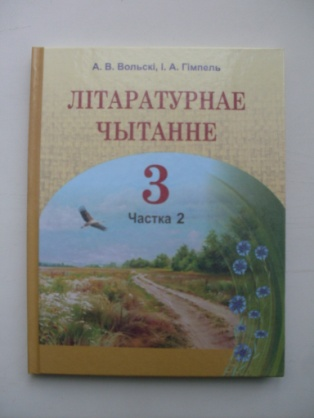 А. В. Вольскі, І. А. Гімпель
ЛІТАРАТУРНАЕ
ЧЫТАННЕ
3
Частка 2